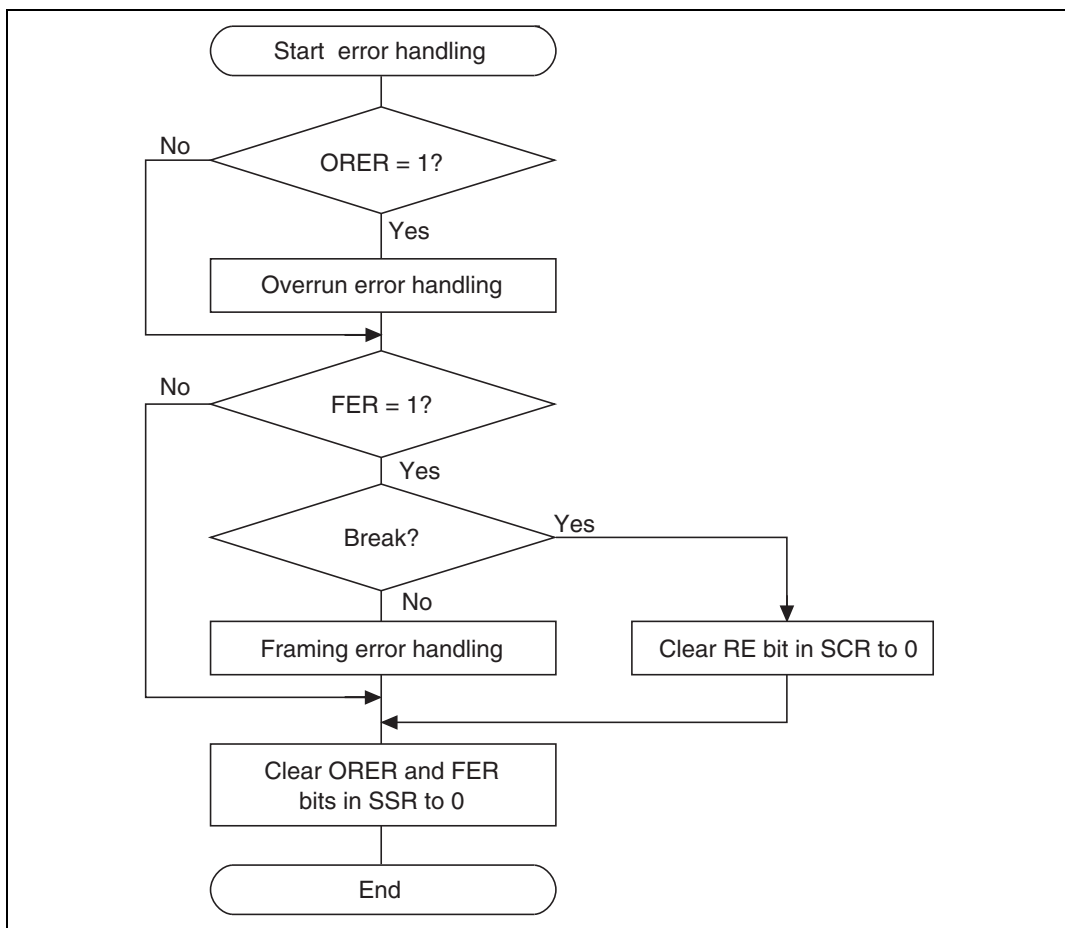 Start error handling
No
ORER = 1?
Yes
Overrun error handling
No
FER = 1?
Yes
Break?
Yes
No
Framing error handling
Clear RE bit in SCR to 0
Clear ORER and FER
bits in SSR to 0
End